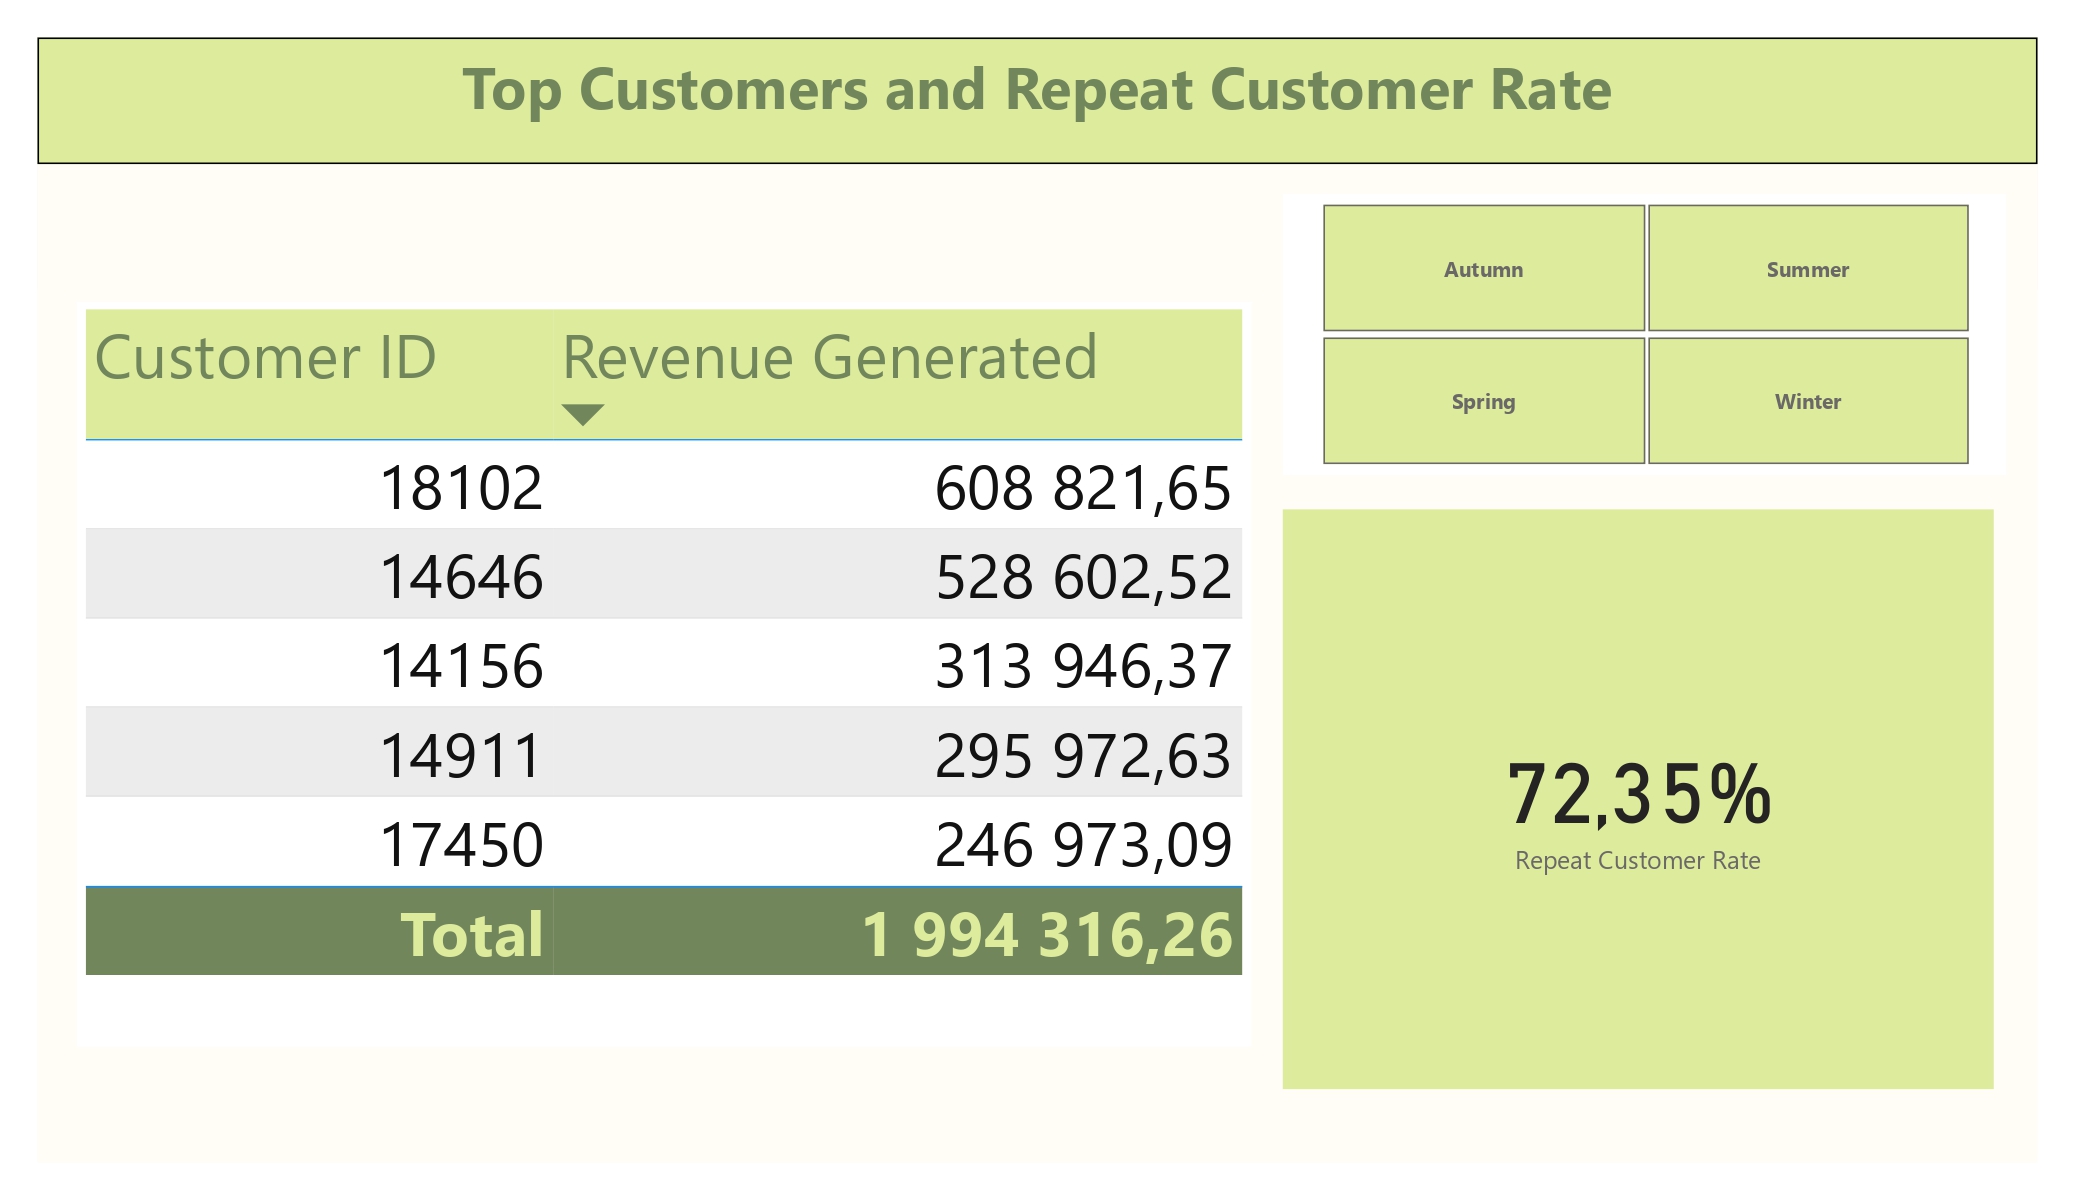 Top Customers and Repeat Customer Rate
Customer ID Revenue Generated
18102 608 821,65
14646 528 602,52
14156 313 946,37
14911 295 972,63
17450 246 973,09
Total 1 994 316,26
Autumn Summer
Spring Winter
72,35%
Repeat Customer Rate